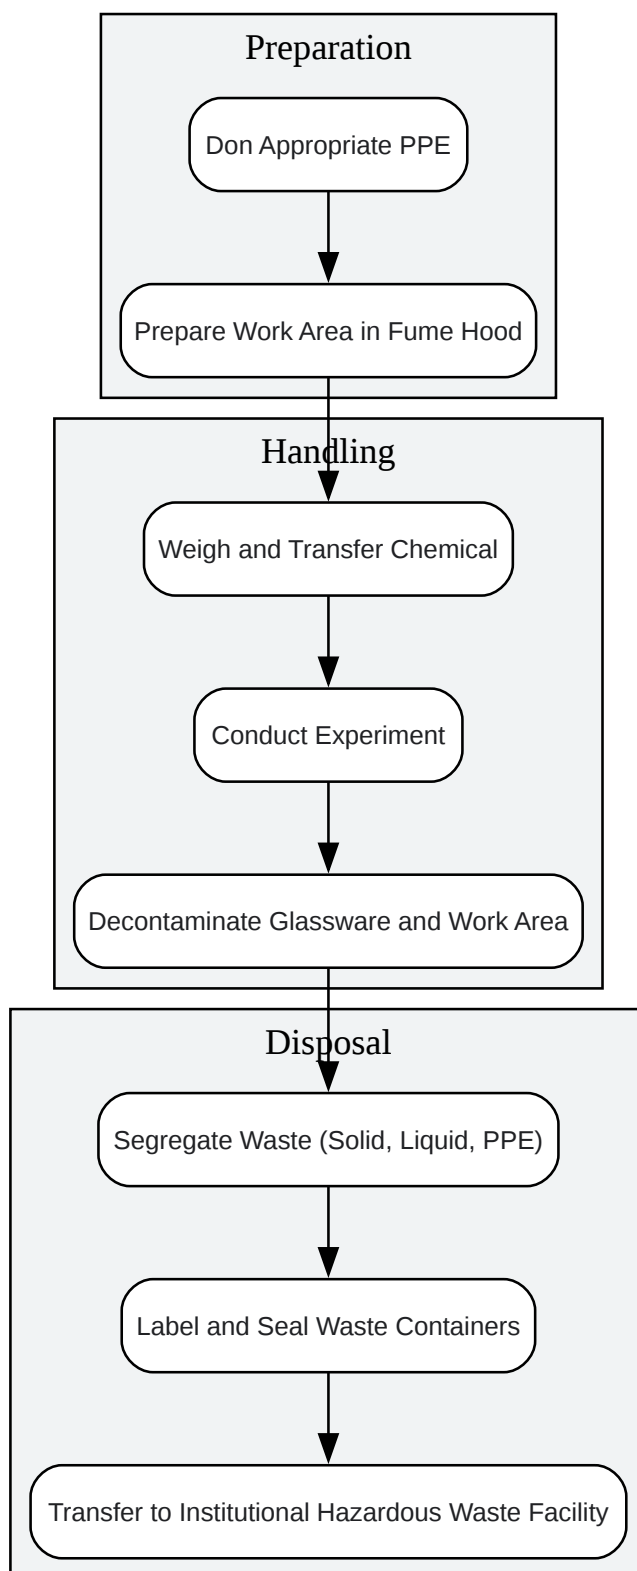 Preparation
Don Appropriate PPE
Prepare Work Area in Fume Hood
Handling
Weigh and Transfer Chemical
Conduct Experiment
Decontaminate Glassware and Work Area
Disposal
Segregate Waste (Solid, Liquid, PPE)
Label and Seal Waste Containers
Transfer to Institutional Hazardous Waste Facility